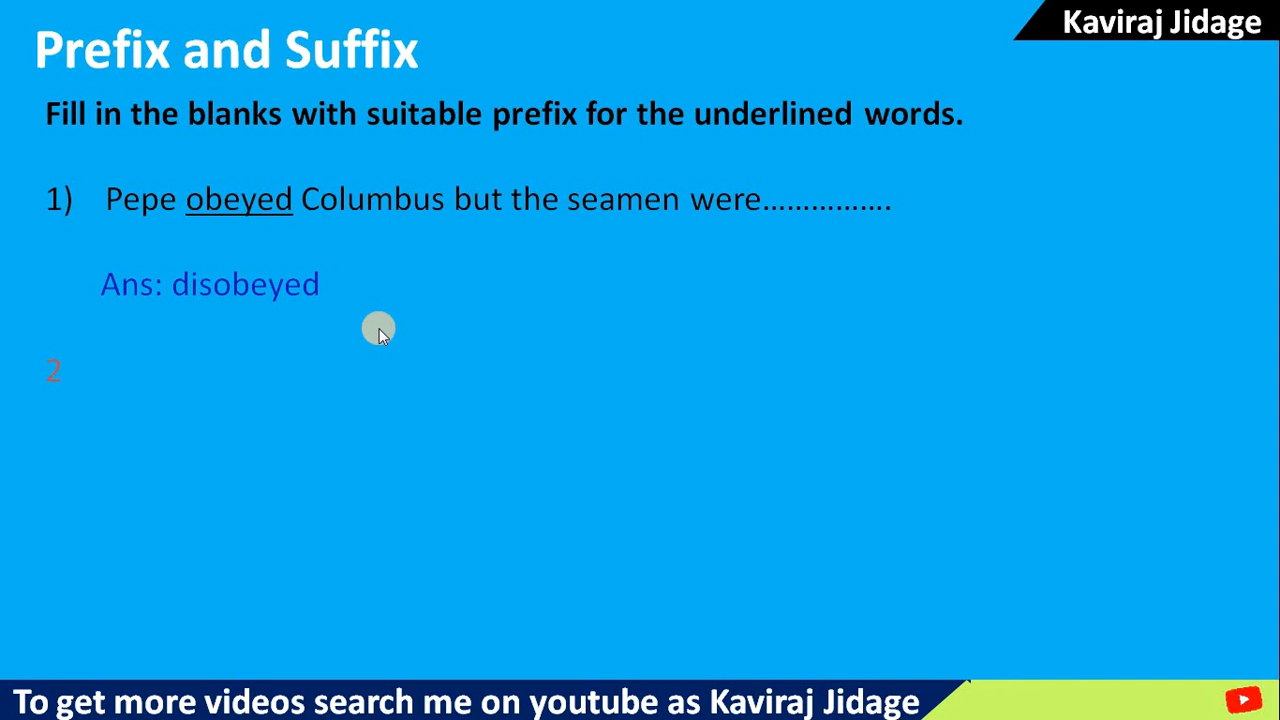 Kaviraj Jidage
Prefix and Suffix
Fill in the blanks with suitable prefix for the underlined words.
1) Pepe obeyed Columbus but the seamen were…………….
Ans: disobeyed
2
To get more videos search me on youtube as Kaviraj Jidage